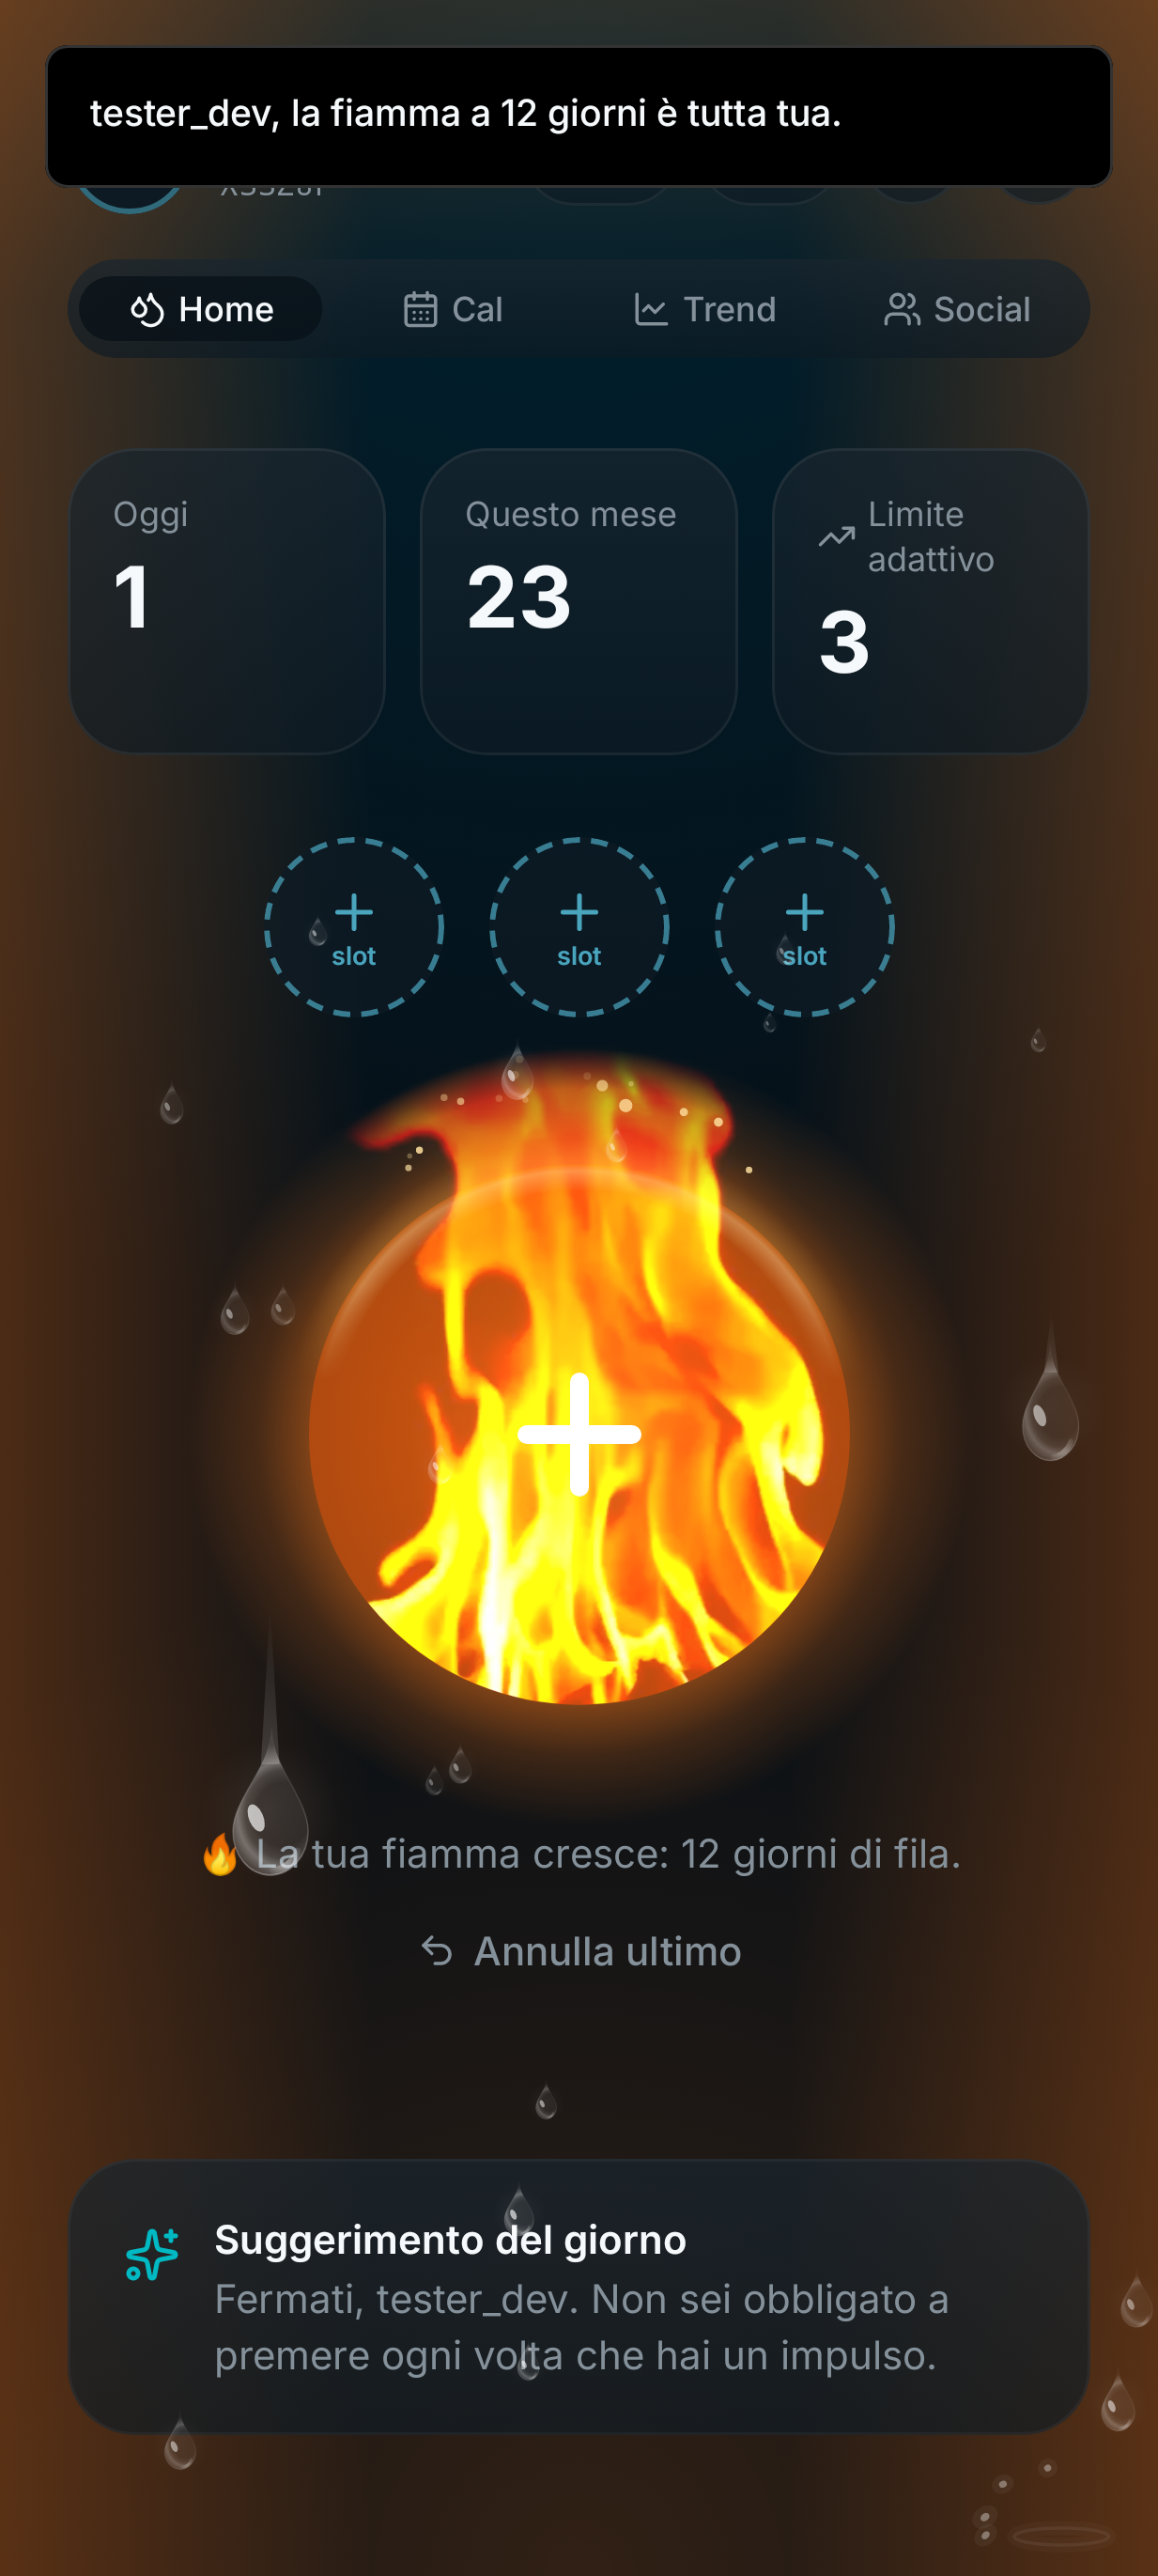 tester_dev, la fiamma a 12 giorni è tutta tua.
Home
Cal
Trend
Social
Oggi
1
Questo mese
23
Limite
adattivo
3
slot
slot
slot
🔥 La tua fiamma cresce: 12 giorni di fila.
Annulla ultimo
Suggerimento del giorno
Fermati, tester_dev. Non sei obbligato a
premere ogni volta che hai un impulso.